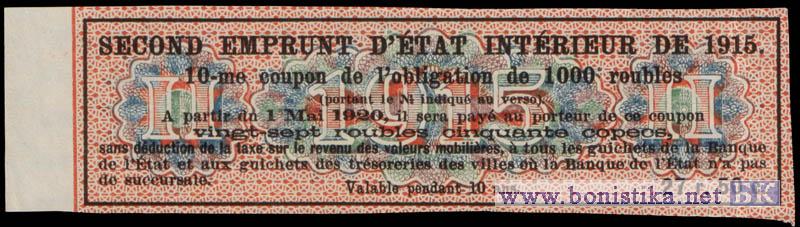 SECOND EMPRUNT D'ÉTAT INTÉRIEUR DE 1915.
10-me coupon de l'obligation de 1000 roubles
(portant le № indiqué au verso).
A partir du 1 Mai 1920, il sera payé au porteur de ce coupon
vingt-sept roubles cinquante copecs,
sans déduction de la taxe sur le revenu des valeurs mobilières, à tous les guichets de la Banque
de l'État et aux guichets des trésoreries des villes où la Banque de l'État n'a pas
de succursale.
Valable pendant 10
II 1915 II
www.bonistika.net БК